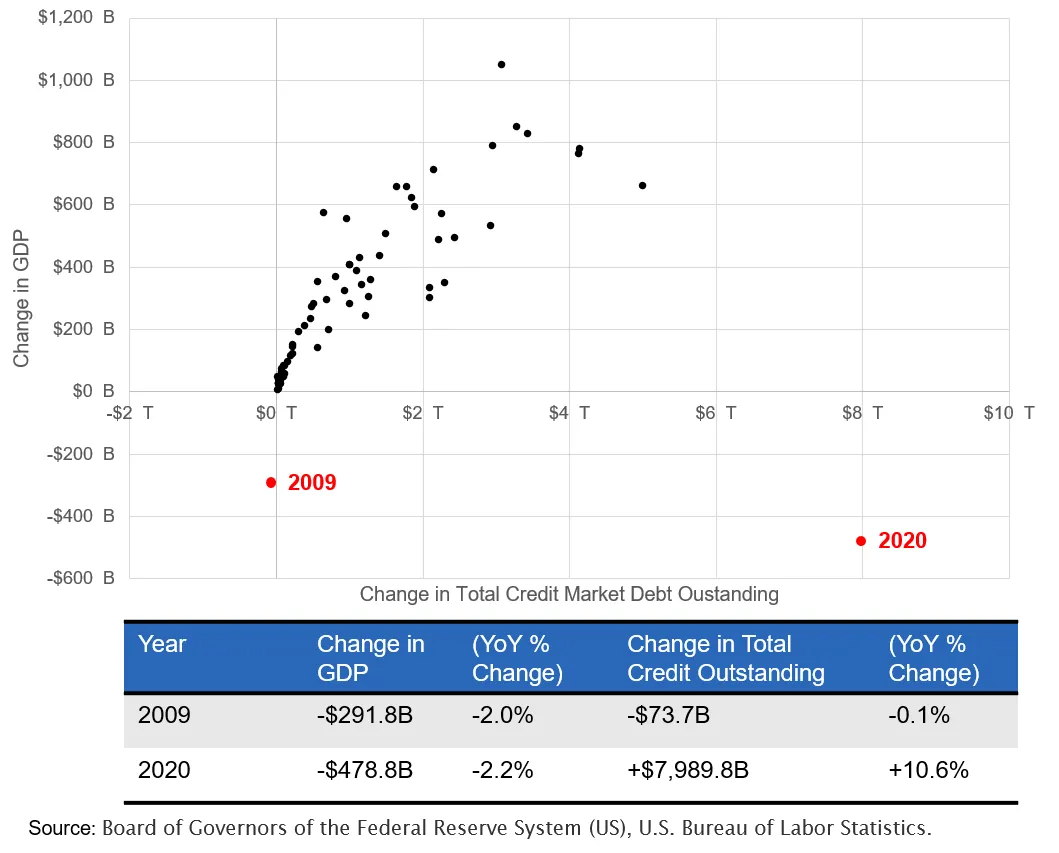 $1,200 B
$1,000 B
$800 B
$600 B
$400 B
$200 B
$0 B
-$200 B
-$400 B
-$600 B
Change in GDP
-$2 T
$0 T
$2 T
$4 T
$6 T
$8 T
$10 T
2009
2020
Change in Total Credit Market Debt Oustanding
Year Change in GDP (YoY % Change) Change in Total Credit Outstanding (YoY % Change)
2009 -$291.8B -2.0% -$73.7B -0.1%
2020 -$478.8B -2.2% +$7,989.8B +10.6%
Source: Board of Governors of the Federal Reserve System (US), U.S. Bureau of Labor Statistics.